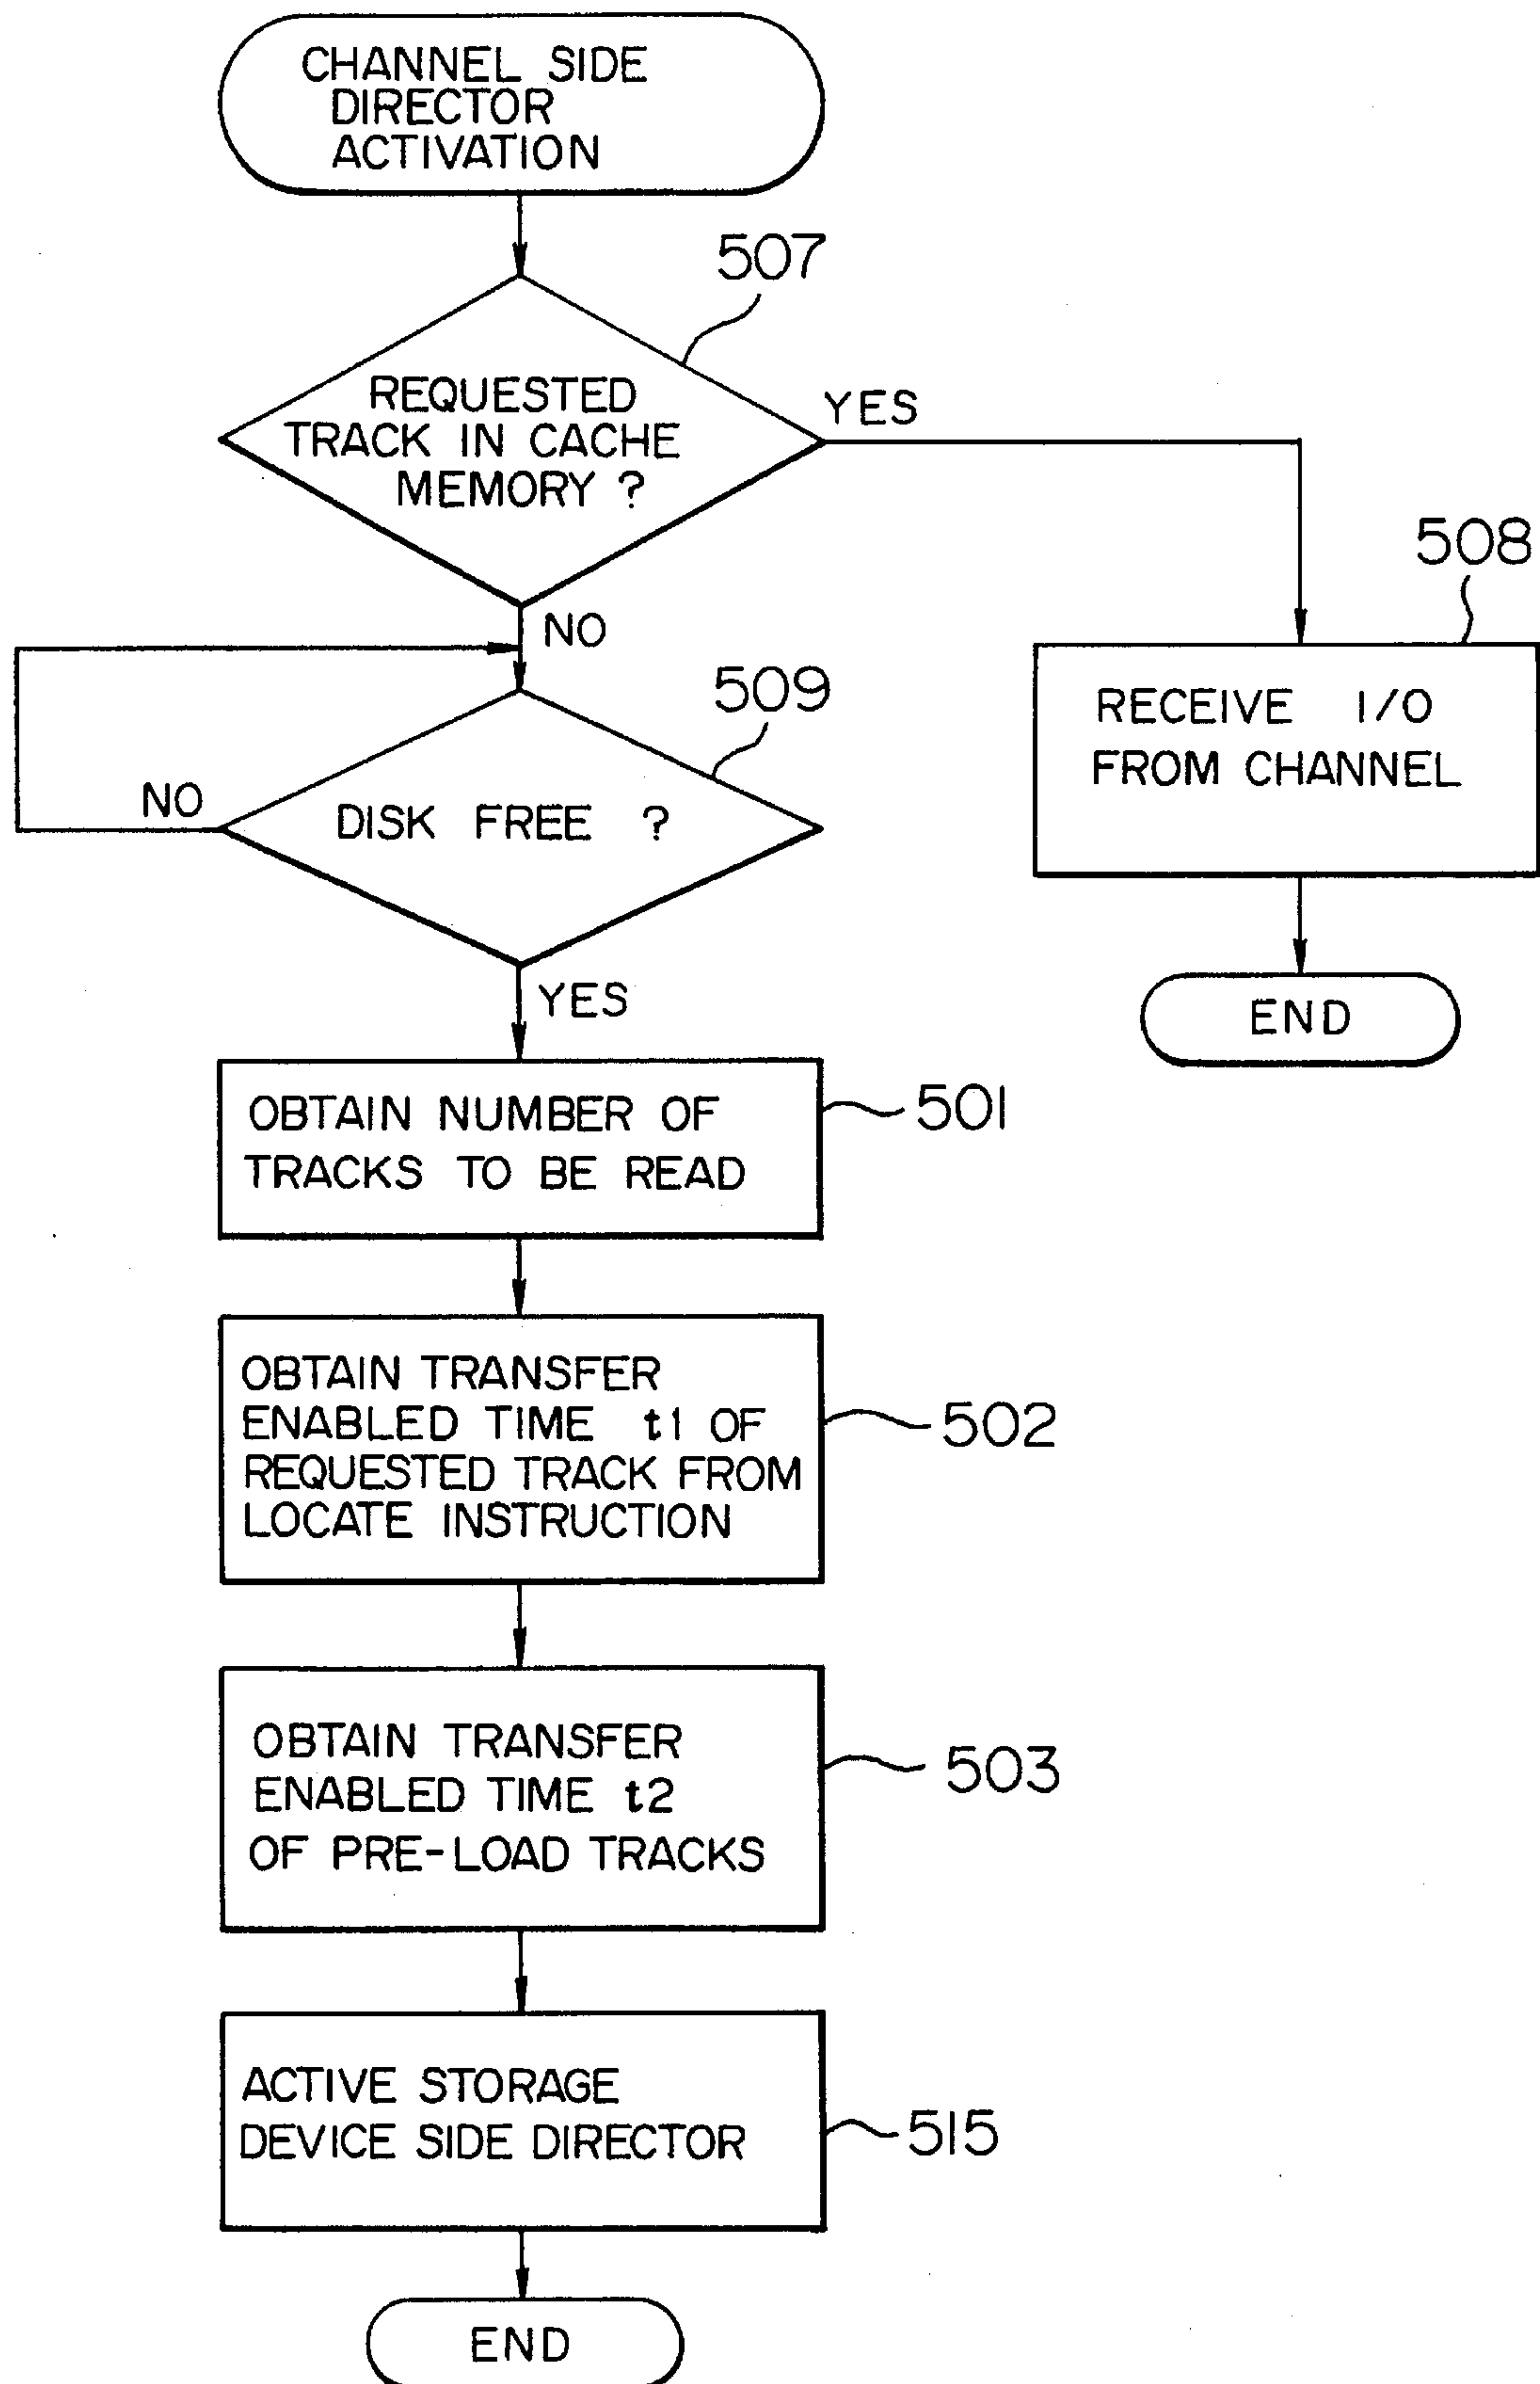 CHANNEL SIDE
DIRECTOR
ACTIVATION
507
REQUESTED
TRACK IN CACHE
MEMORY ?
YES
NO
508
RECEIVE I/O
FROM CHANNEL
END
509
DISK FREE ?
NO
YES
OBTAIN NUMBER OF
TRACKS TO BE READ
501
OBTAIN TRANSFER
ENABLED TIME t1 OF
REQUESTED TRACK FROM
LOCATE INSTRUCTION
502
OBTAIN TRANSFER
ENABLED TIME t2
OF PRE-LOAD TRACKS
503
ACTIVE STORAGE
DEVICE SIDE DIRECTOR
515
END